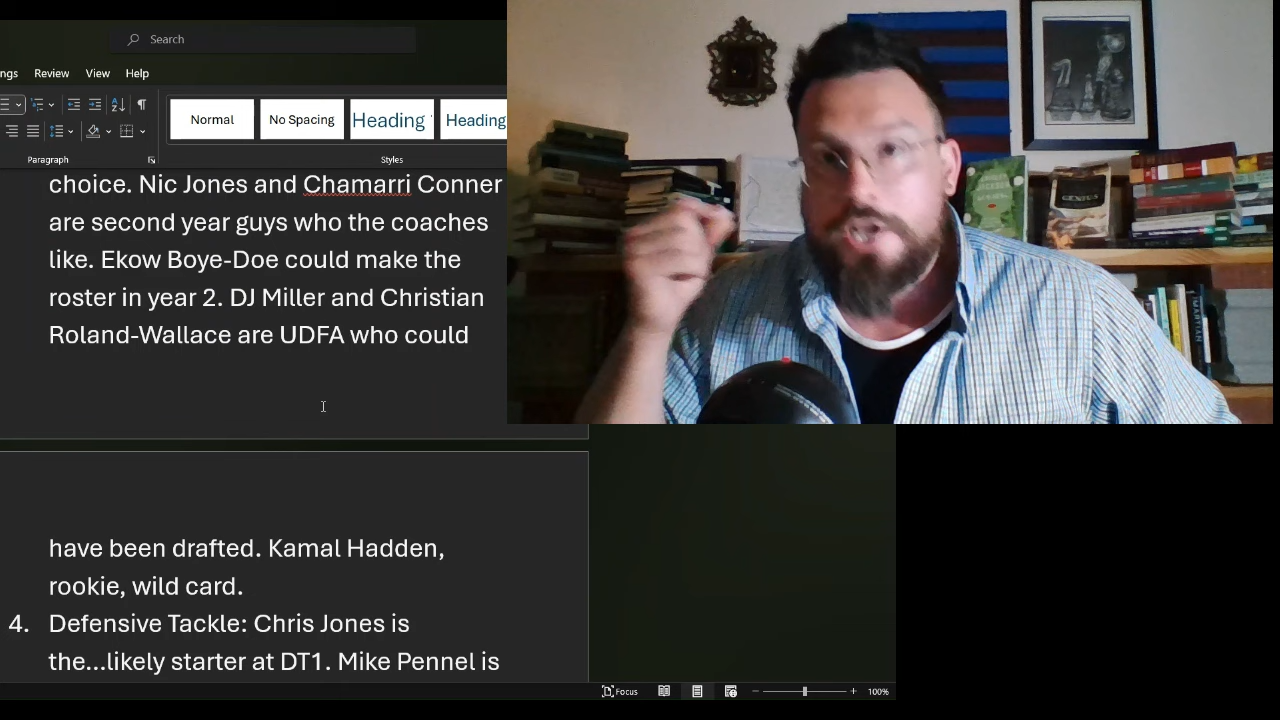 Search
ngs Review View Help
Normal
No Spacing
Heading
Heading
Paragraph
Styles
choice. Nic Jones and Chamarri Conner
are second year guys who the coaches
like. Ekow Boye-Doe could make the
roster in year 2. DJ Miller and Christian
Roland-Wallace are UDFA who could
have been drafted. Kamal Hadden,
rookie, wild card.
4. Defensive Tackle: Chris Jones is
the...likely starter at DT1. Mike Pennel is
Focus
100%
GENIUS
MARTIAN